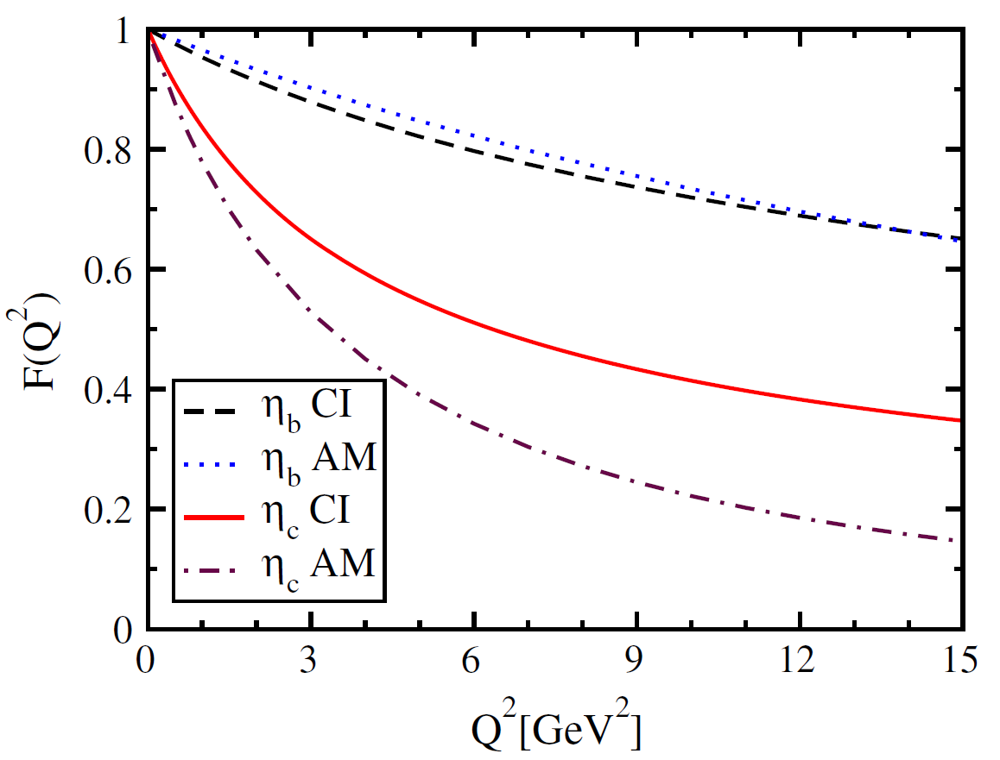 1
0.8
0.6
0.4
0.2
0
F(Q²)
η_b CI
η_b AM
η_c CI
η_c AM
0 3 6 9 12 15
Q²[GeV²]